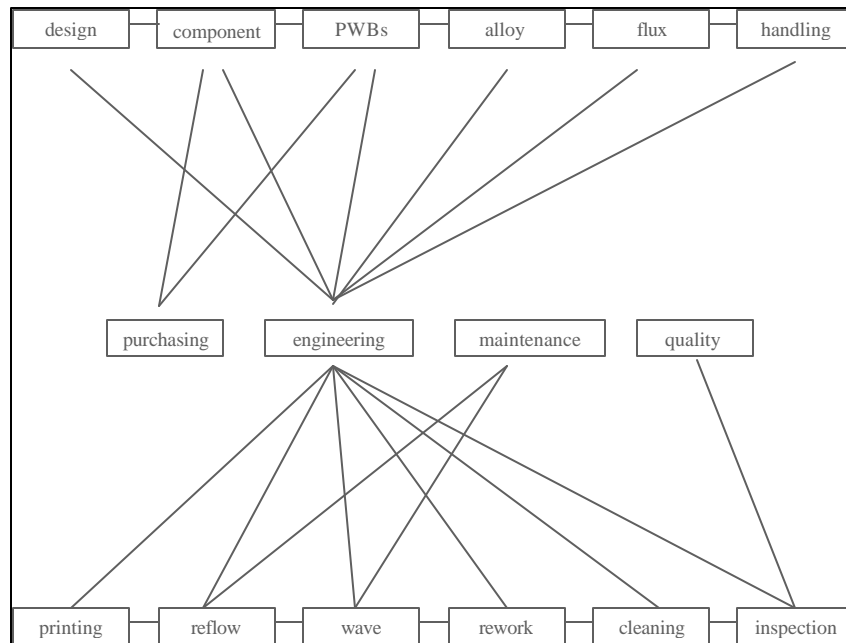 design component PWBs alloy flux handling
purchasing engineering maintenance quality
printing reflow wave rework cleaning inspection